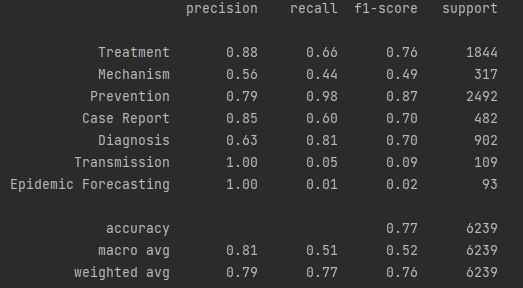 precision recall f1-score support
Treatment 0.88 0.66 0.76 1844
Mechanism 0.56 0.44 0.49 317
Prevention 0.79 0.98 0.87 2492
Case Report 0.85 0.60 0.70 482
Diagnosis 0.63 0.81 0.70 902
Transmission 1.00 0.05 0.09 109
Epidemic Forecasting 1.00 0.01 0.02 93
accuracy 0.77 6239
macro avg 0.81 0.51 0.52 6239
weighted avg 0.79 0.77 0.76 6239